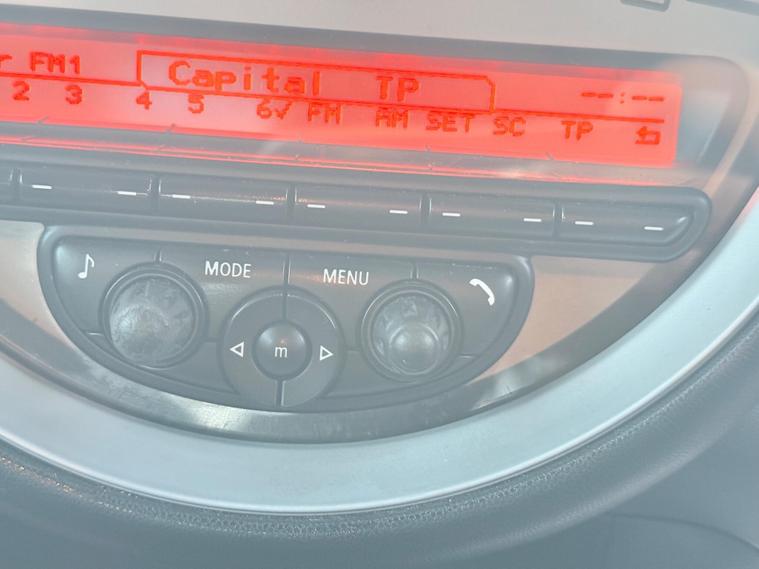 r FM1 Capital TP --:--
2 3 4 5 6√ FM AM SET SC TP
MODE MENU
m